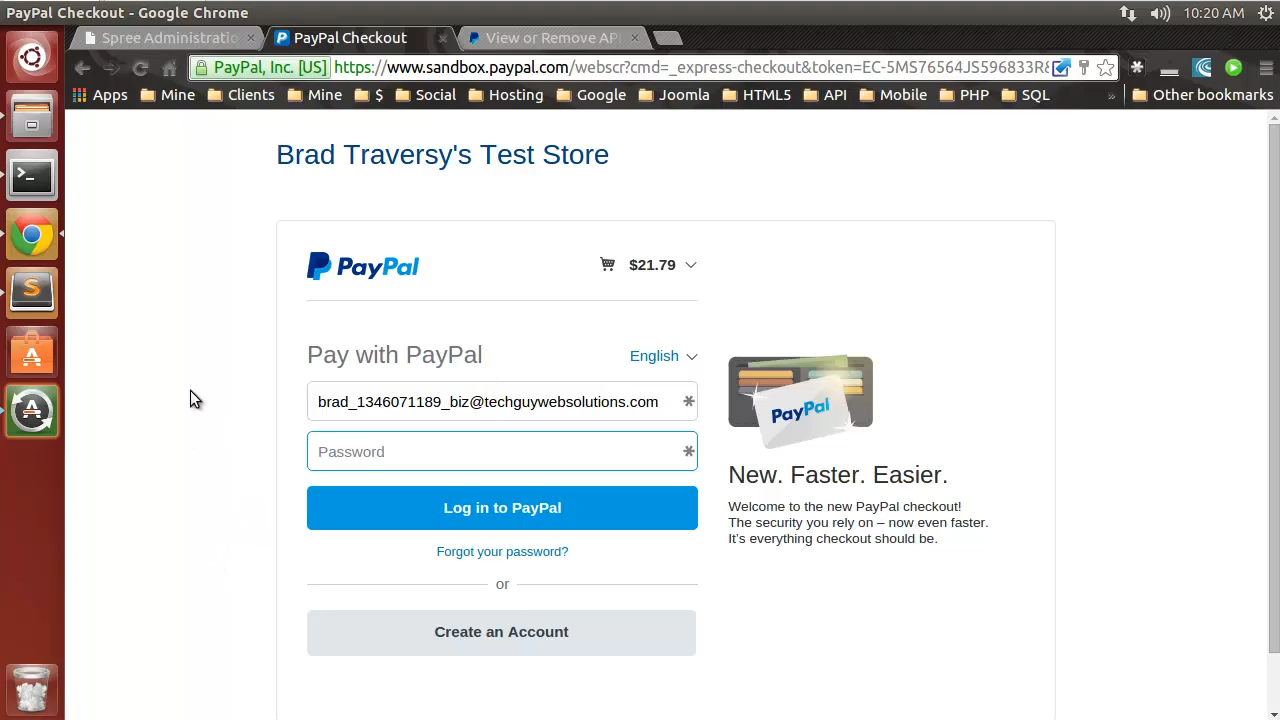 PayPal Checkout - Google Chrome
10:20 AM
Spree Administratio
PayPal Checkout
View or Remove API
PayPal, Inc. [US]
https://www.sandbox.paypal.com/webscr?cmd=_express-checkout&token=EC-5MS76564JS596833R&
Apps
Mine
Clients
Mine
$
Social
Hosting
Google
Joomla
HTML5
API
Mobile
PHP
SQL
»
Other bookmarks
Brad Traversy's Test Store
PayPal
$21.79
Pay with PayPal
English
brad_1346071189_biz@techguywebsolutions.com
Password
PayPal
Log in to PayPal
New. Faster. Easier.
Welcome to the new PayPal checkout!
The security you rely on – now even faster.
It's everything checkout should be.
Forgot your password?
or
Create an Account